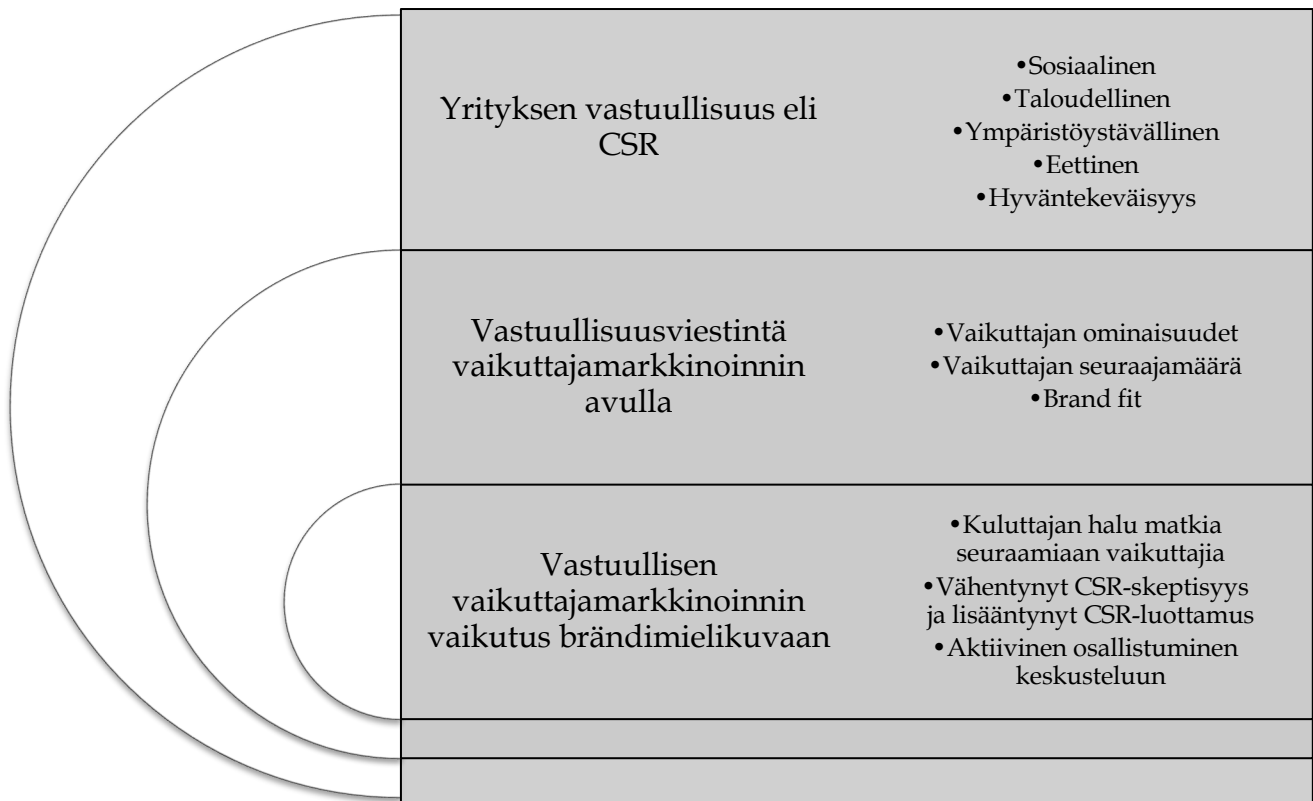 Yrityksen vastuullisuus eli
CSR
•Sosiaalinen
•Taloudellinen
•Ympäristöystävällinen
•Eettinen
•Hyväntekeväisyys
Vastuullisuusviestintä
vaikuttajamarkkinoinnin
avulla
•Vaikuttajan ominaisuudet
•Vaikuttajan seuraajamäärä
•Brand fit
Vastuullisen
vaikuttajamarkkinoinnin
vaikutus brändimielikuvaan
•Kuluttajan halu matkia
seuraamiaan vaikuttajia
•Vähentynyt CSR-skeptisyys
ja lisääntynyt CSR-luottamus
•Aktiivinen osallistuminen
keskusteluun